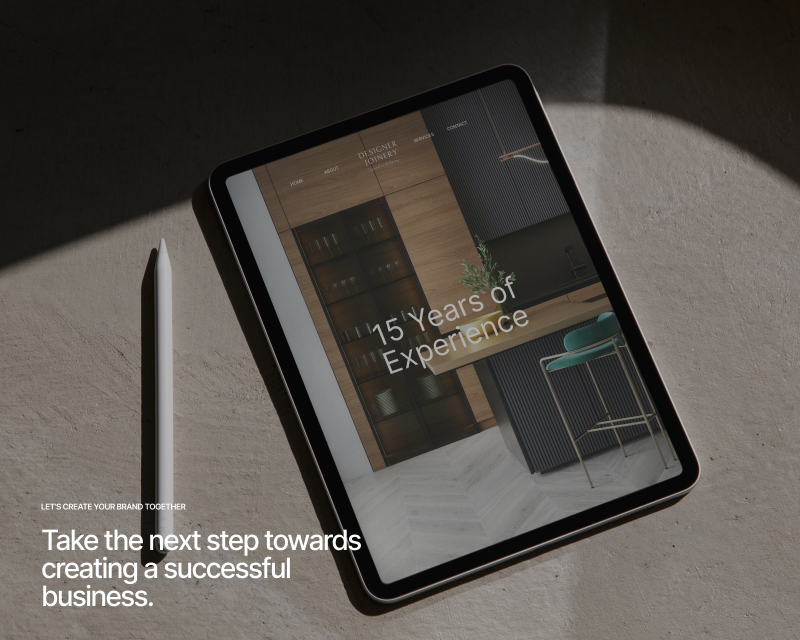 HOME
ABOUT
DESIGNER
JOINERY
SERVICES
CONTACT
15 Years of
Experience
LET'S CREATE YOUR BRAND TOGETHER
Take the next step towards
creating a successful
business.